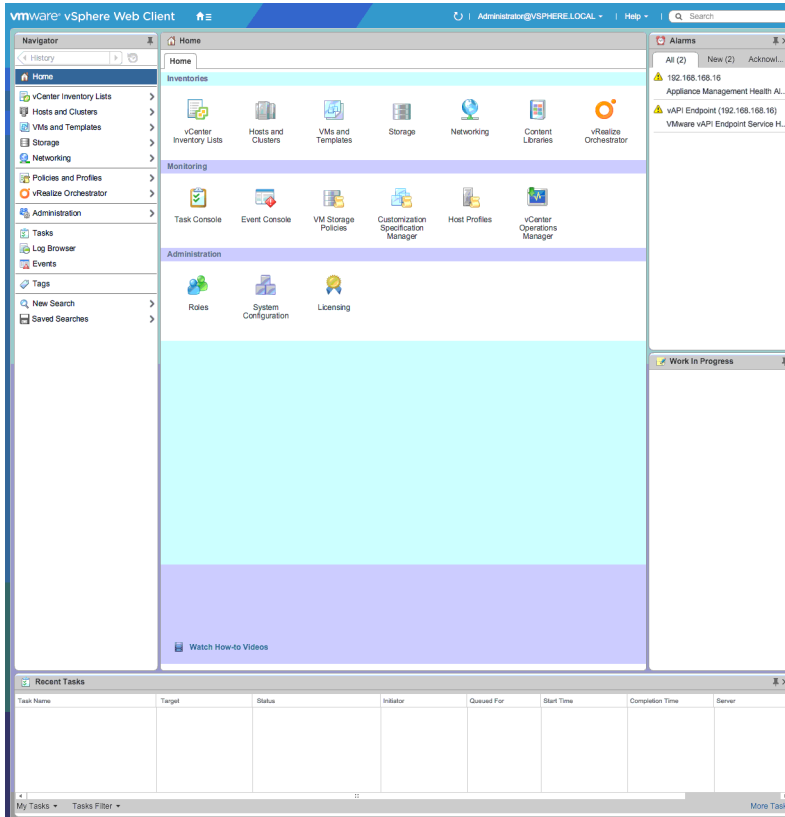 vmware® vSphere Web Client
Administrator@VSPHERE.LOCAL
Help
Search
Navigator
History
Home
vCenter Inventory Lists
Hosts and Clusters
VMs and Templates
Storage
Networking
Policies and Profiles
vRealize Orchestrator
Administration
Tasks
Log Browser
Events
Tags
New Search
Saved Searches
Home
Home
Inventories
vCenter
Inventory Lists
Hosts and
Clusters
VMs and
Templates
Storage
Networking
Content
Libraries
vRealize
Orchestrator
Monitoring
Task Console
Event Console
VM Storage
Policies
Customization
Specification
Manager
Host Profiles
vCenter
Operations
Manager
Administration
Roles
System
Configuration
Licensing
Watch How-to Videos
Alarms
All (2) New (2) Acknowl...
192.168.168.16
Appliance Management Health Al...
vAPI Endpoint (192.168.168.16)
VMware vAPI Endpoint Service H...
Work In Progress
Recent Tasks
Task Name Target Status Initiator Queued For Start Time Completion Time Server
My Tasks Tasks Filter More Task